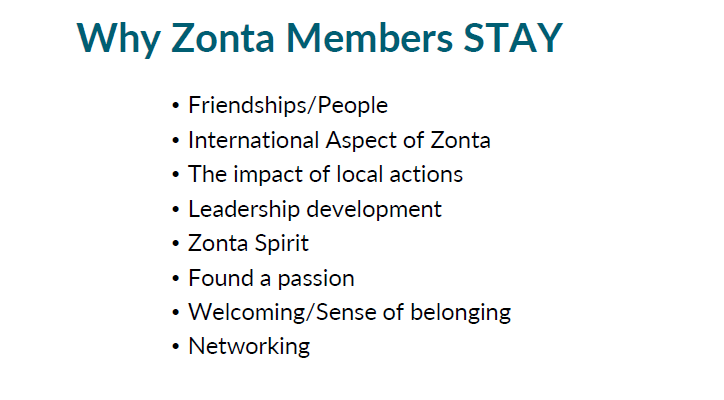 Why Zonta Members STAY
• Friendships/People
• International Aspect of Zonta
• The impact of local actions
• Leadership development
• Zonta Spirit
• Found a passion
• Welcoming/Sense of belonging
• Networking